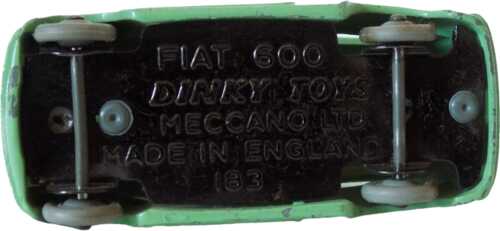 FIAT 600
DINKY TOYS
MECCANO LTD
MADE IN ENGLAND
183